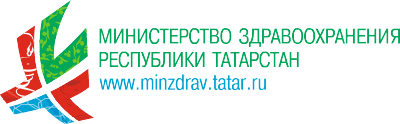 МИНИСТЕРСТВО ЗДРАВООХРАНЕНИЯ
РЕСПУБЛИКИ ТАТАРСТАН
www.minzdrav.tatar.ru